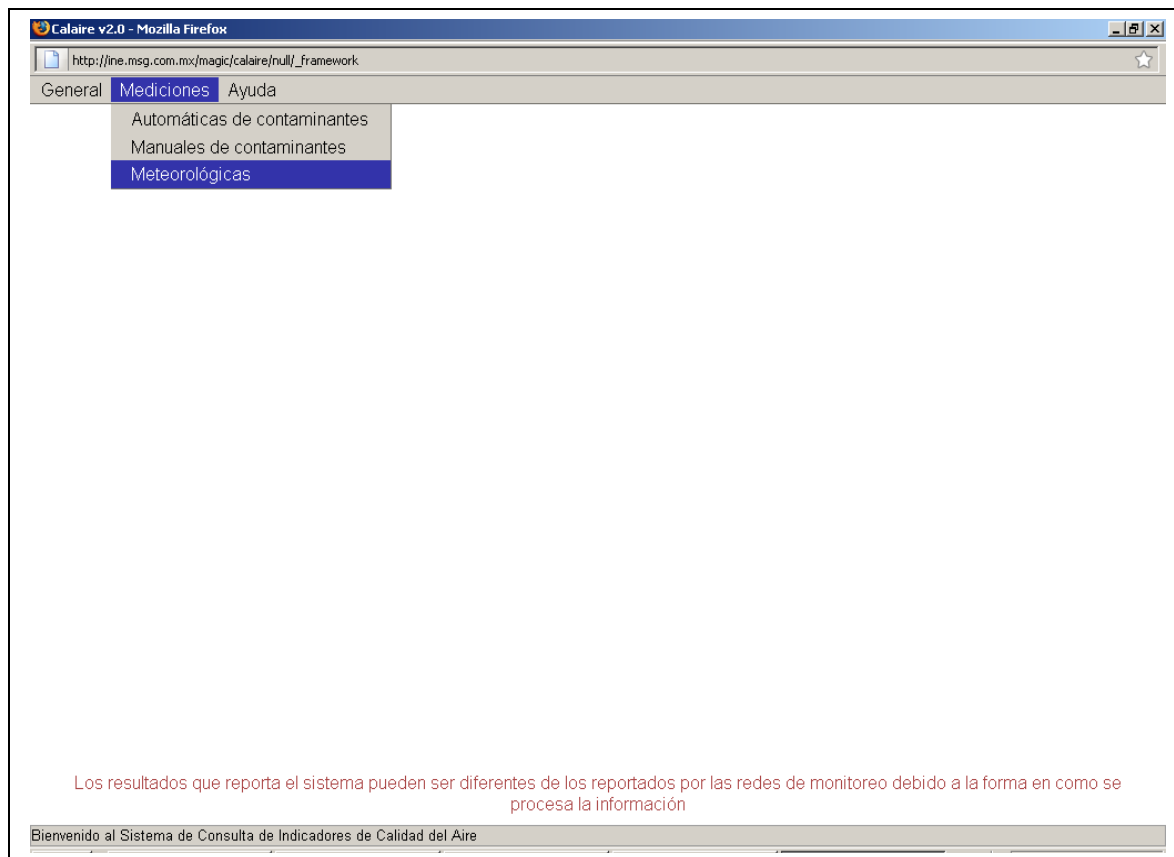 Calaire v2.0 - Mozilla Firefox
http://ine.msg.com.mx/magic/calaire/null/_framework
General Mediciones Ayuda
Automáticas de contaminantes
Manuales de contaminantes
Meteorológicas
Los resultados que reporta el sistema pueden ser diferentes de los reportados por las redes de monitoreo debido a la forma en como se
procesa la información
Bienvenido al Sistema de Consulta de Indicadores de Calidad del Aire